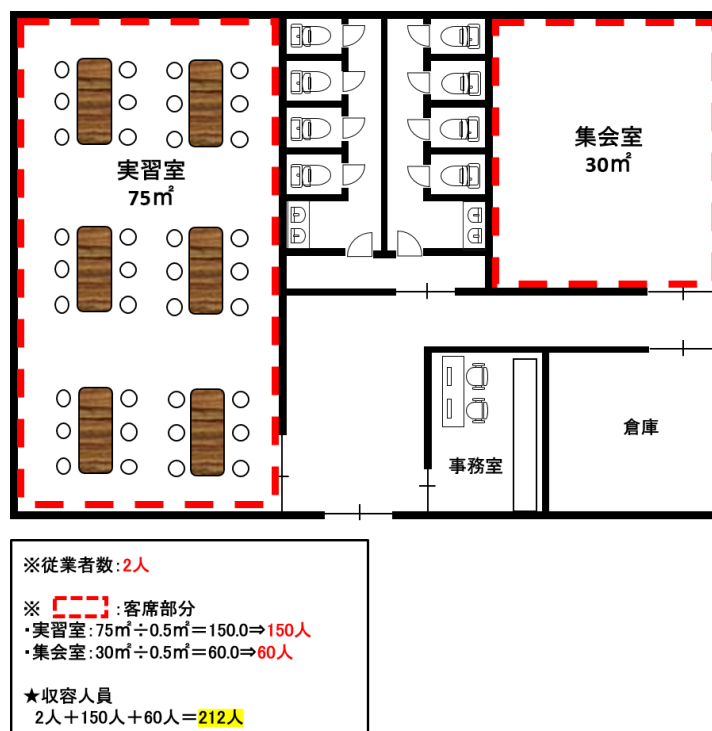 実習室
75㎡
集会室
30㎡
事務室
倉庫
※従業者数:2人
※ :客席部分
・実習室:75㎡÷0.5㎡=150.0⇒150人
・集会室:30㎡÷0.5㎡=60.0⇒60人
★収容人員
2人+150人+60人=212人